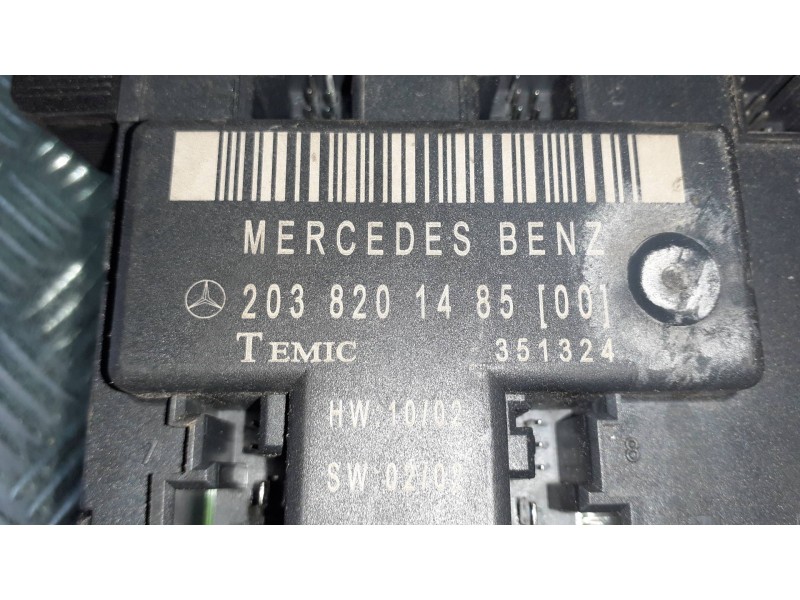 MERCEDES BENZ
203 820 14 85 [00]
TEMIC 351324
HW 10/02
SW 02/02